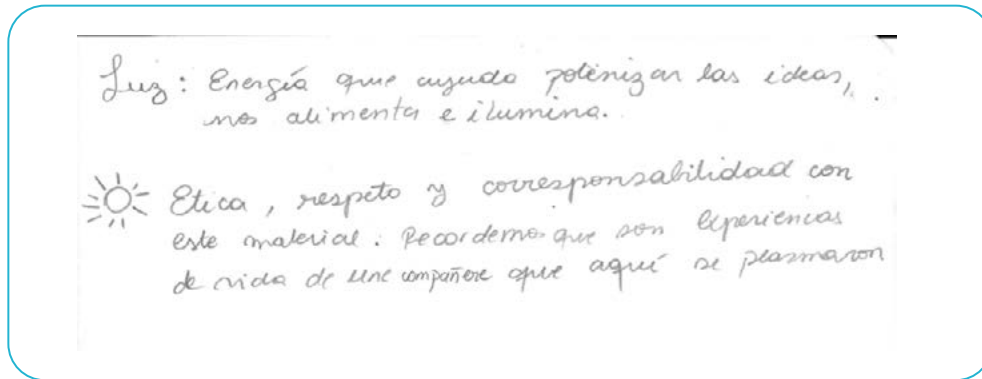 Luz: Energía que ayuda polenizar las ideas,
nos alimenta e ilumina.
Etica, respeto y corresponsabilidad con
este material. Recordemos que son experiencias
de vida de une compañere que aquí se plasmaron